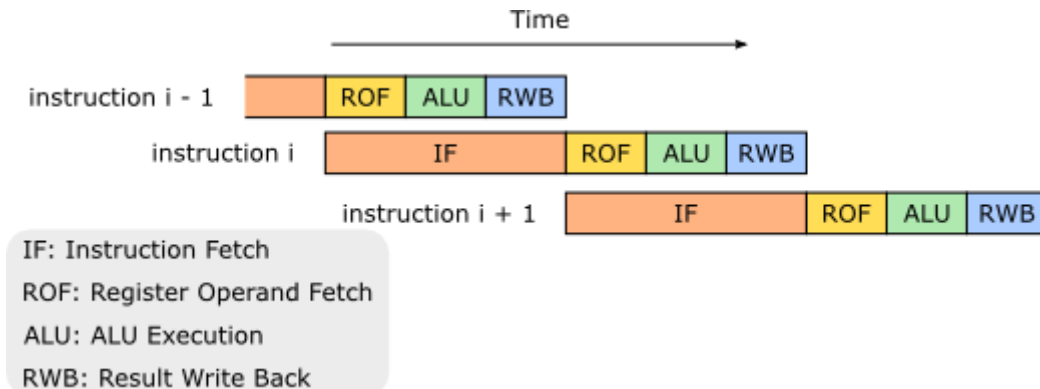 Time
instruction i - 1 ROF ALU RWB
instruction i IF ROF ALU RWB
instruction i + 1 IF ROF ALU RWB
IF: Instruction Fetch
ROF: Register Operand Fetch
ALU: ALU Execution
RWB: Result Write Back